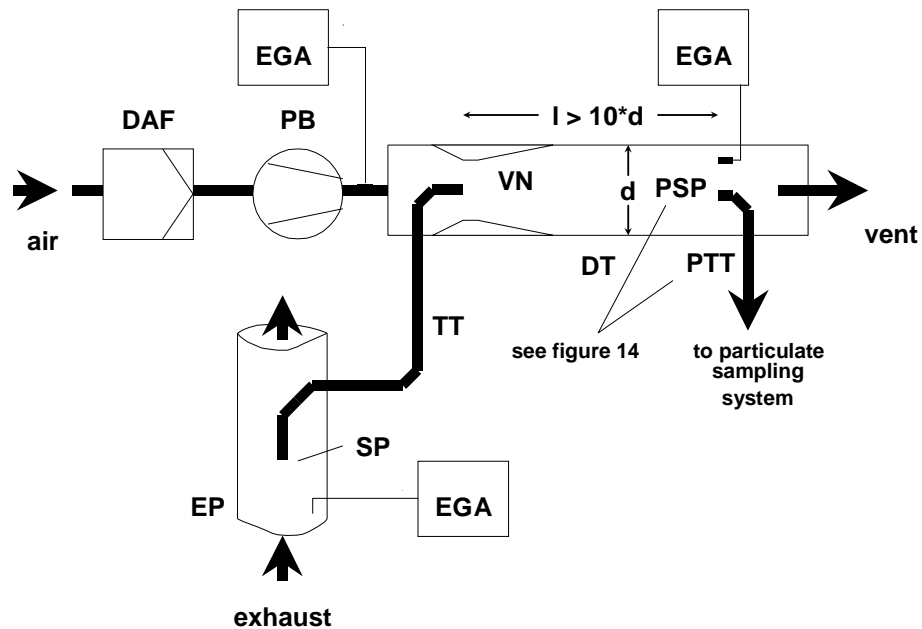 EGA
EGA
DAF
PB
l > 10*d
VN
d
PSP
air
vent
DT
PTT
TT
see figure 14
to particulate
sampling
system
SP
EP
EGA
exhaust